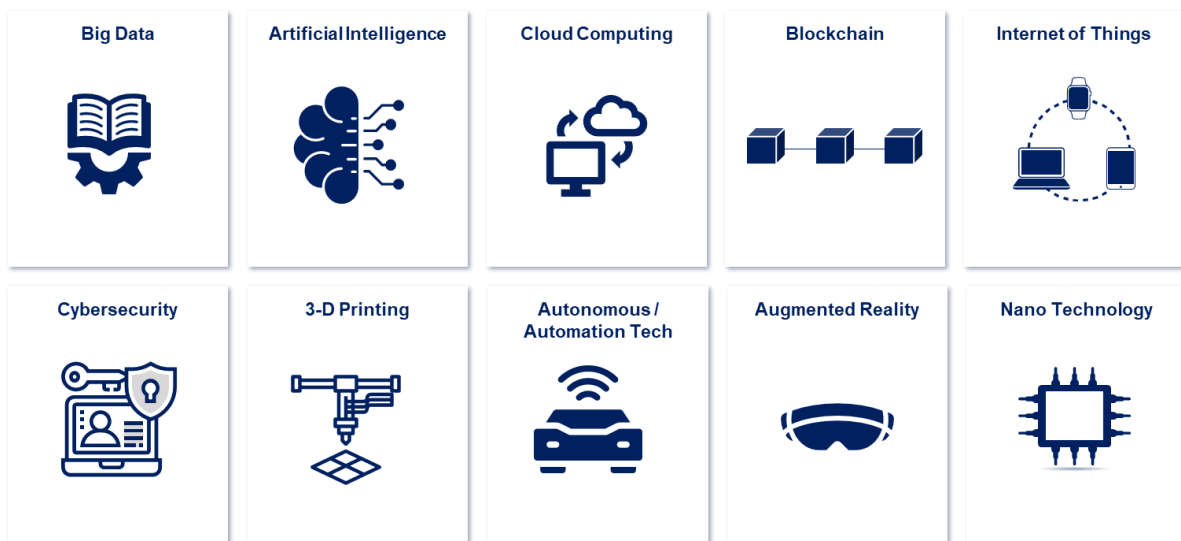 Big Data
Artificial Intelligence
Cloud Computing
Blockchain
Internet of Things
Cybersecurity
3-D Printing
Autonomous /
Automation Tech
Augmented Reality
Nano Technology